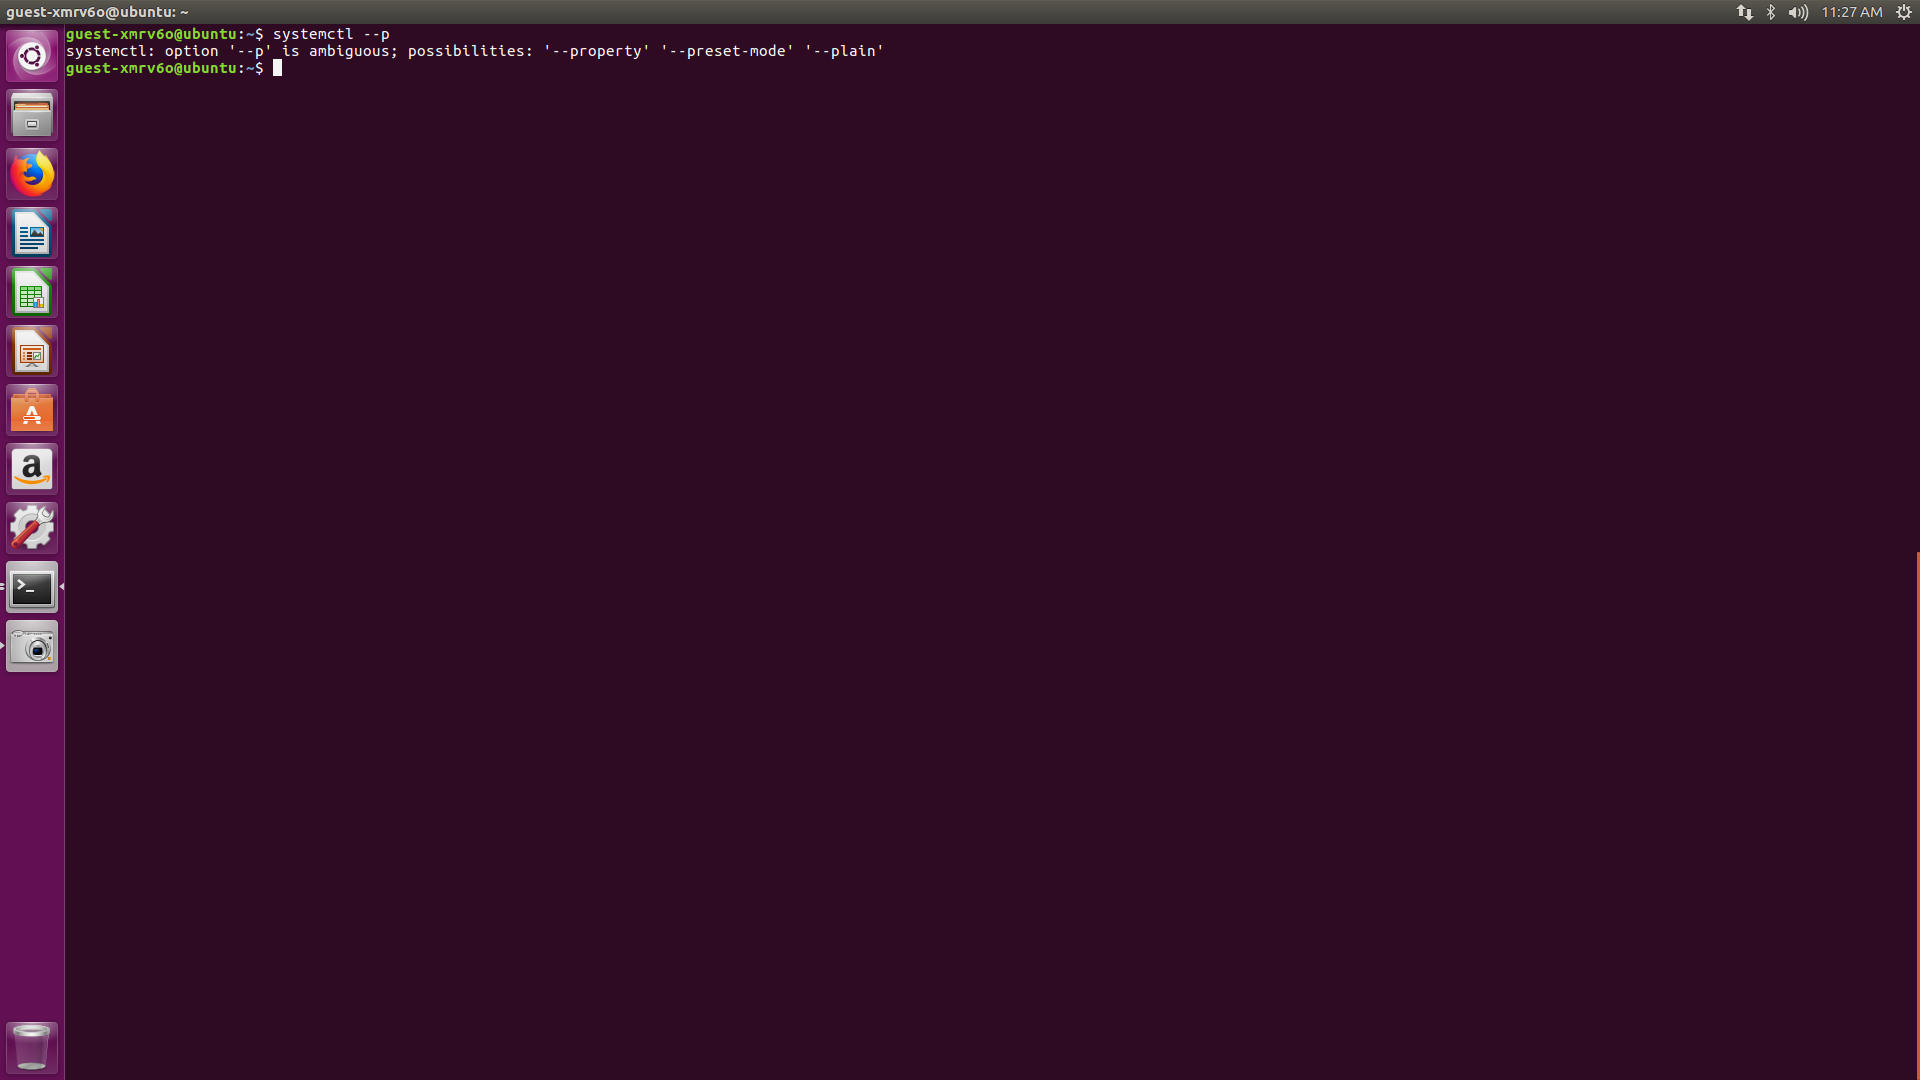 guest-xmrv6o@ubuntu: ~
11:27 AM
guest-xmrv6o@ubuntu:~$ systemctl --p
systemctl: option '--p' is ambiguous; possibilities: '--property' '--preset-mode' '--plain'
guest-xmrv6o@ubuntu:~$